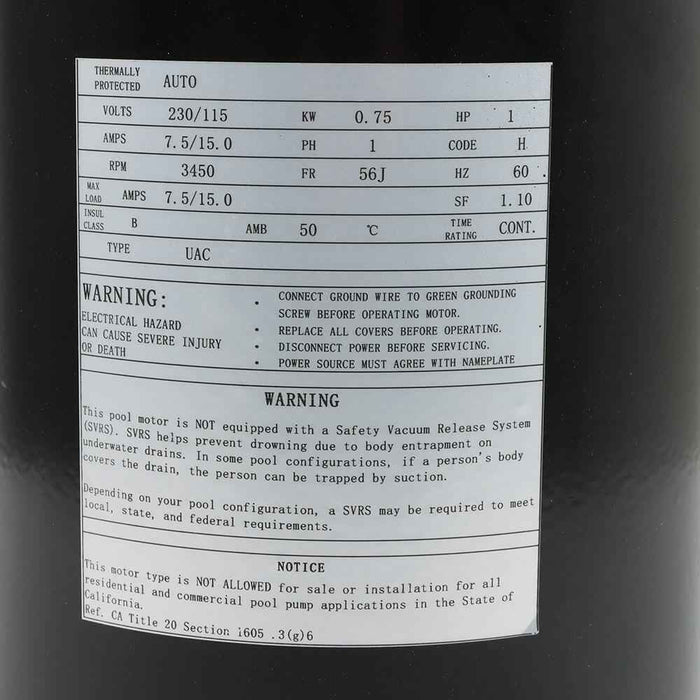 THERMALLY PROTECTED AUTO
VOLTS 230/115 KW 0.75 HP 1
AMPS 7.5/15.0 PH 1 CODE H
RPM 3450 FR 56J HZ 60
MAX LOAD AMPS 7.5/15.0 SF 1.10
INSUL CLASS B AMB 50 ℃ TIME RATING CONT.
TYPE UAC
WARNING:
ELECTRICAL HAZARD
CAN CAUSE SEVERE INJURY
OR DEATH
• CONNECT GROUND WIRE TO GREEN GROUNDING
SCREW BEFORE OPERATING MOTOR.
• REPLACE ALL COVERS BEFORE OPERATING.
• DISCONNECT POWER BEFORE SERVICING.
• POWER SOURCE MUST AGREE WITH NAMEPLATE
WARNING
This pool motor is NOT equipped with a Safety Vacuum Release System
(SVRS). SVRS helps prevent drowning due to body entrapment on
underwater drains. In some pool configurations, if a person's body
covers the drain, the person can be trapped by suction.
Depending on your pool configuration, a SVRS may be required to meet
local, state, and federal requirements.
NOTICE
This motor type is NOT ALLOWED for sale or installation for all
residential and commercial pool pump applications in the State of
California.
Ref. CA Title 20 Section 1605 .3(g)6